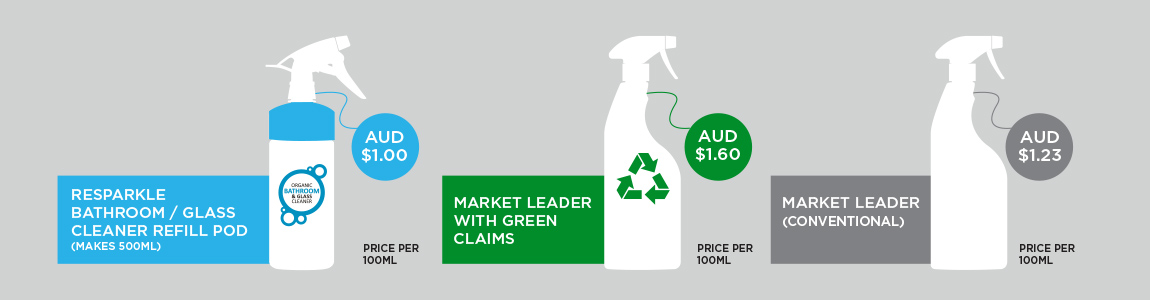 RESPARKLE
BATHROOM / GLASS
CLEANER REFILL POD
(MAKES 500ML)
ORGANIC
BATHROOM
& GLASS
CLEANER
AUD
$1.00
PRICE PER
100ML
MARKET LEADER
WITH GREEN
CLAIMS
AUD
$1.60
PRICE PER
100ML
MARKET LEADER
(CONVENTIONAL)
AUD
$1.23
PRICE PER
100ML